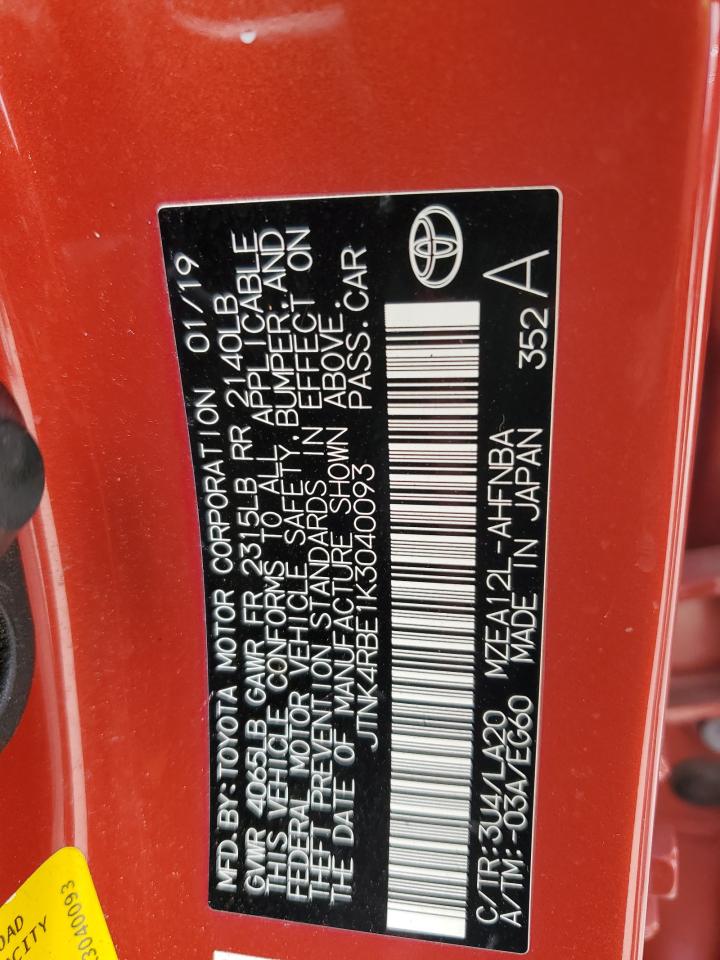 MFD.BY:TOYOTA MOTOR CORPORATION 01/19
GVWR 4065LB GAWR FR 2315LB RR 2140LB
THIS VEHICLE CONFORMS TO ALL APPLICABLE
FEDERAL MOTOR VEHICLE SAFETY,BUMPER,AND
THEFT PREVENTION STANDARDS IN EFFECT ON
THE DATE OF MANUFACTURE SHOWN ABOVE.
JTNK4RBE1K3040093 PASS.CAR
C/TR:3U4/LA20 MZEA12L-AHFNBA 352 A
A/TM:-03A/EG60 MADE IN JAPAN
3040093